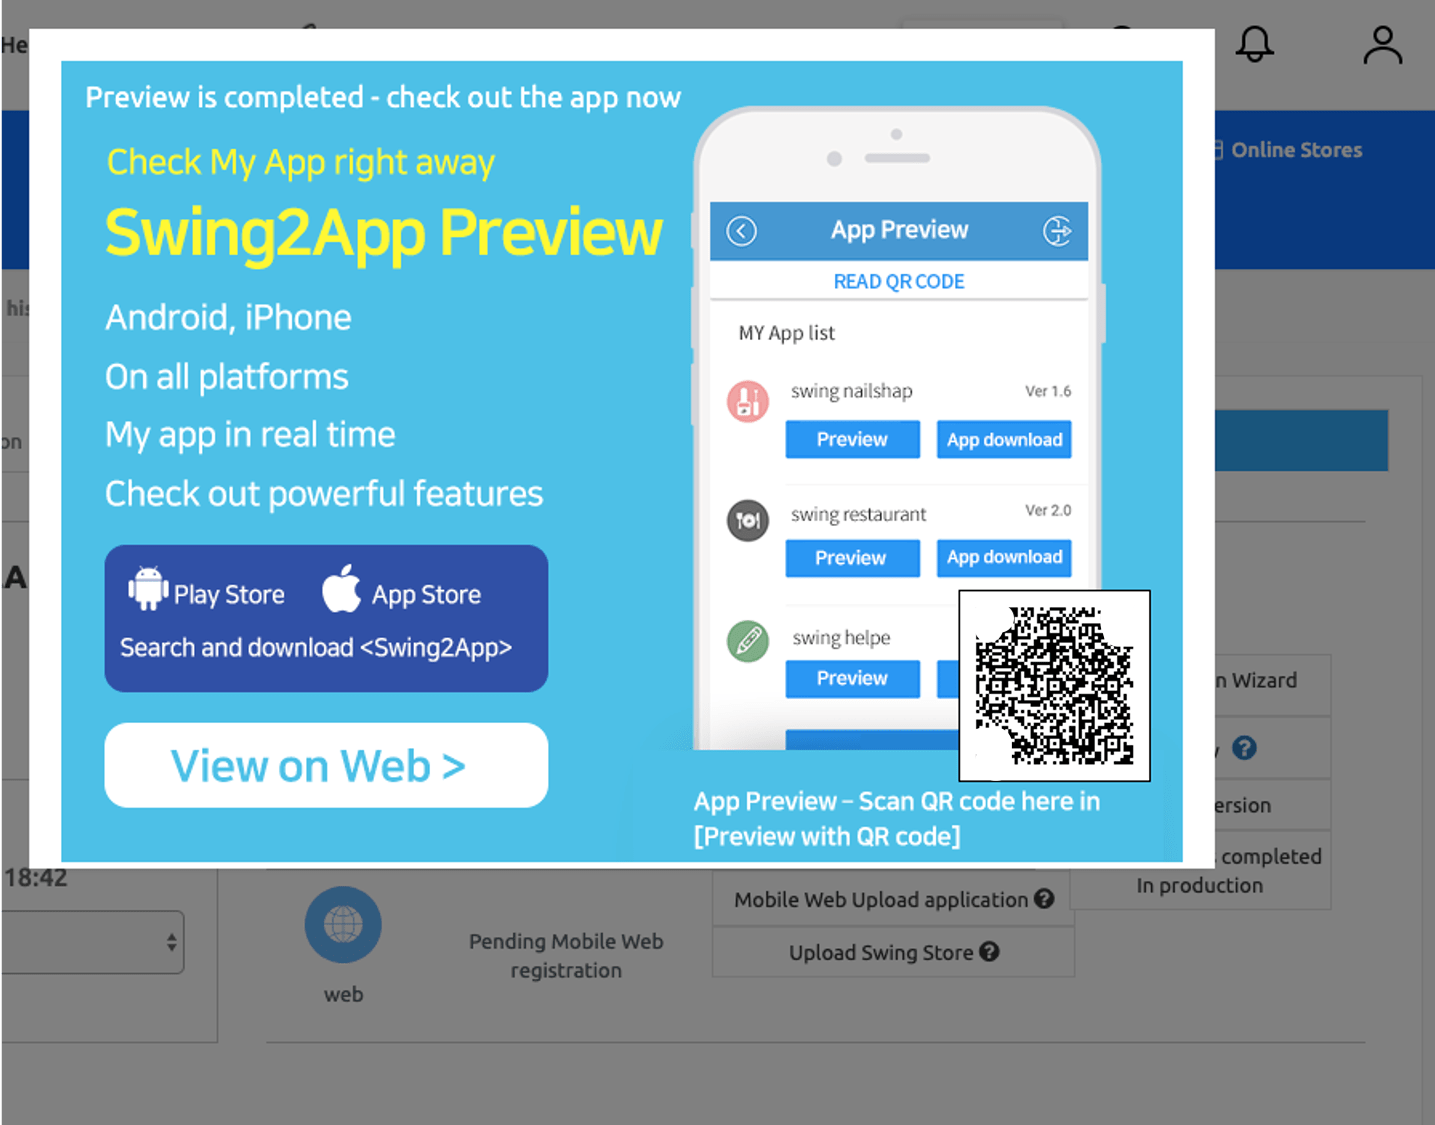 He
Preview is completed - check out the app now
Check My App right away
Swing2App Preview
Android, iPhone
On all platforms
My app in real time
Check out powerful features
Play Store
App Store
Search and download <Swing2App>
View on Web >
App Preview
READ QR CODE
MY App list
swing nailshap
Ver 1.6
Preview
App download
swing restaurant
Ver 2.0
Preview
App download
swing helpe
Preview
App Preview – Scan QR code here in
[Preview with QR code]
Online Stores
his
on
A
n Wizard
ersion
completed
In production
18:42
Mobile Web Upload application ?
Pending Mobile Web
registration
Upload Swing Store ?
web